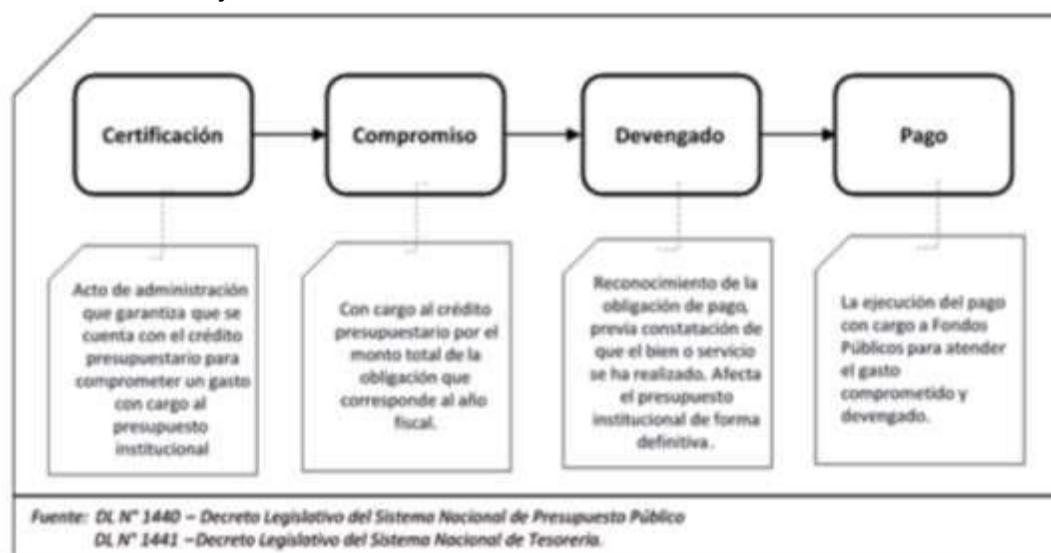 Certificación
Compromiso
Devengado
Pago
Acto de administración
que garantiza que se
cuenta con el crédito
presupuestario para
comprometer un gasto
con cargo al
presupuesto
institucional
Con cargo al crédito
presupuestario por el
monto total de la
obligación que
corresponde al año
fiscal.
Reconocimiento de la
obligación de pago,
previa constatación de
que el bien o servicio
se ha realizado. Afecta
el presupuesto
institucional de forma
definitiva.
La ejecución del pago
con cargo a Fondos
Públicos para atender
el gasto
comprometido y
devengado.
Fuente: DL N° 1440 – Decreto Legislativo del Sistema Nacional de Presupuesto Público
DL N° 1441 –Decreto Legislativo del Sistema Nacional de Tesorería.